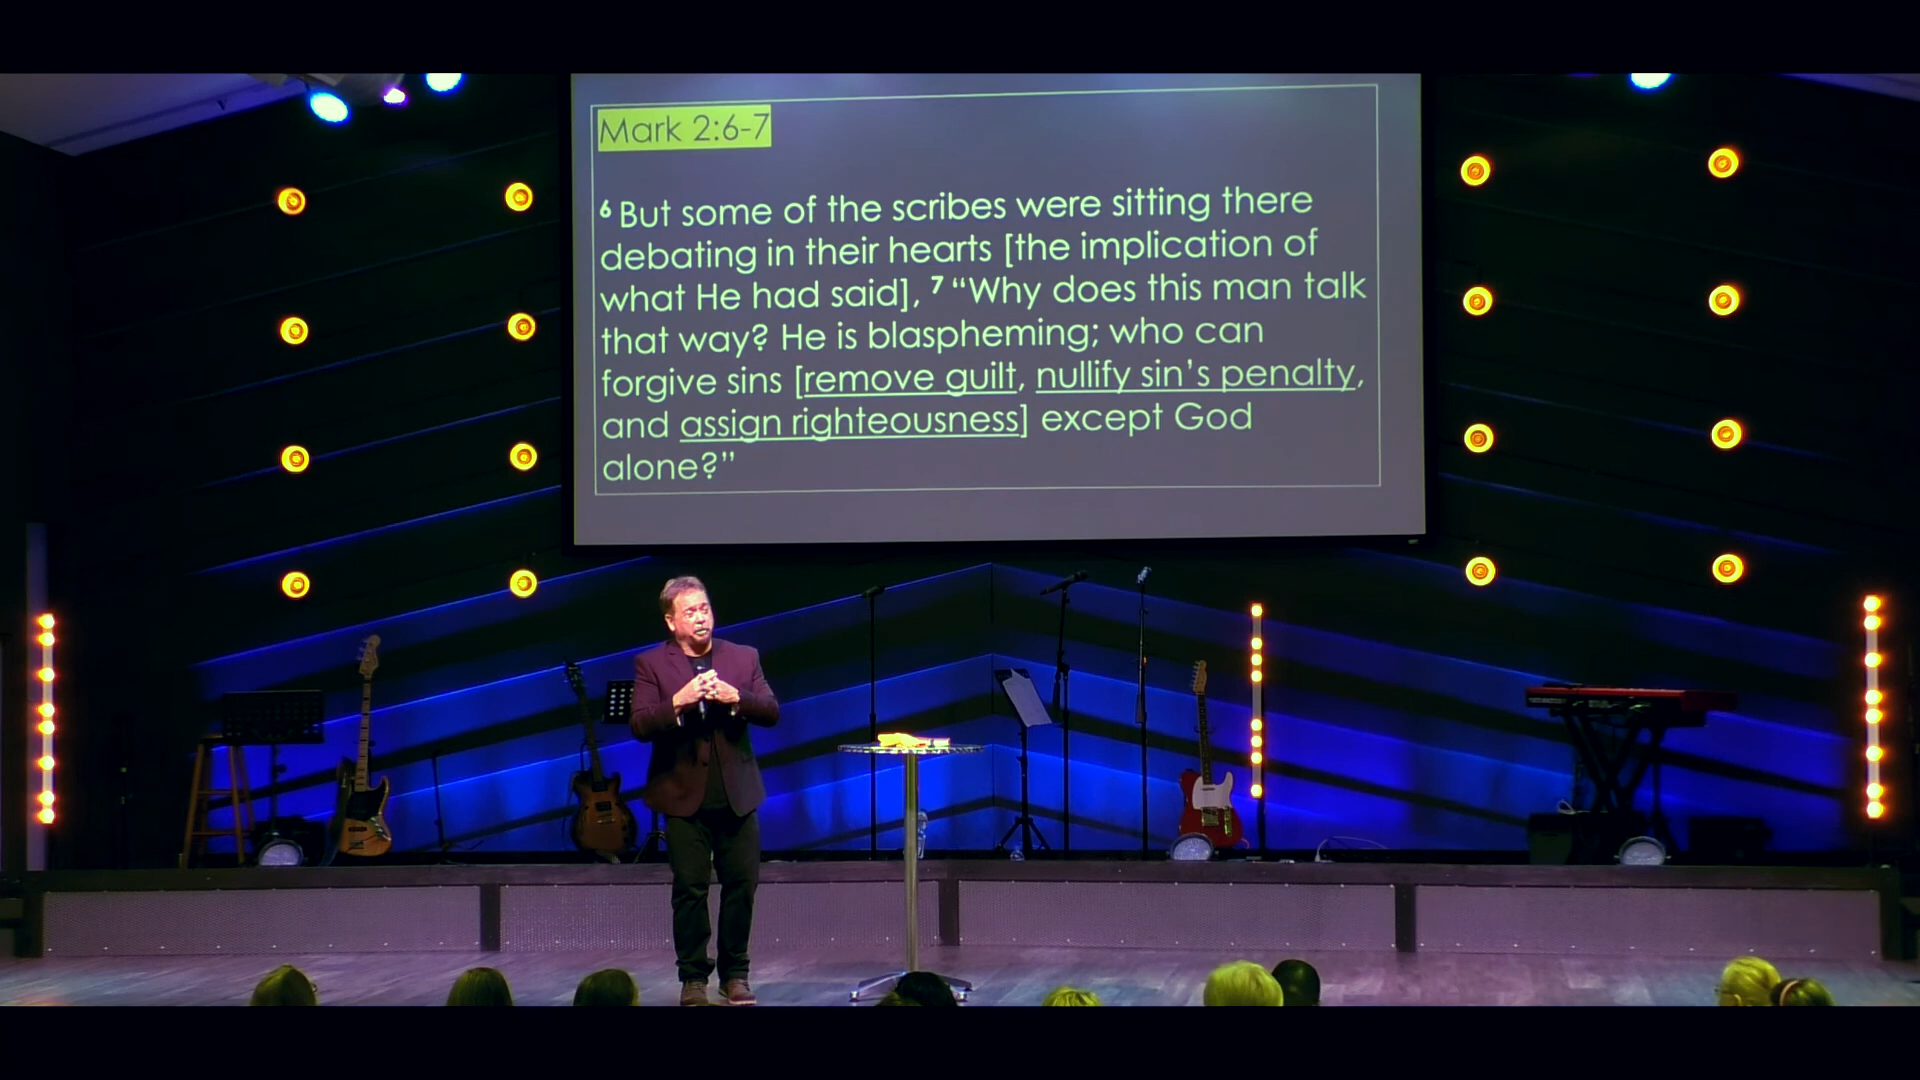 Mark 2:6-7
6 But some of the scribes were sitting there
debating in their hearts [the implication of
what He had said], 7 “Why does this man talk
that way? He is blaspheming; who can
forgive sins [remove guilt, nullify sin’s penalty,
and assign righteousness] except God
alone?”